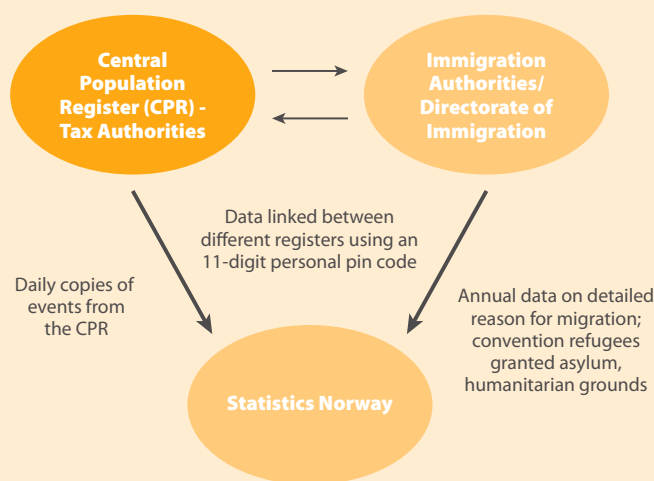 Central
Population
Register (CPR) -
Tax Authorities
Immigration
Authorities/
Directorate of
Immigration
Data linked between
different registers using an
11-digit personal pin code
Daily copies of
events from
the CPR
Annual data on detailed
reason for migration;
convention refugees
granted asylum,
humanitarian grounds
Statistics Norway